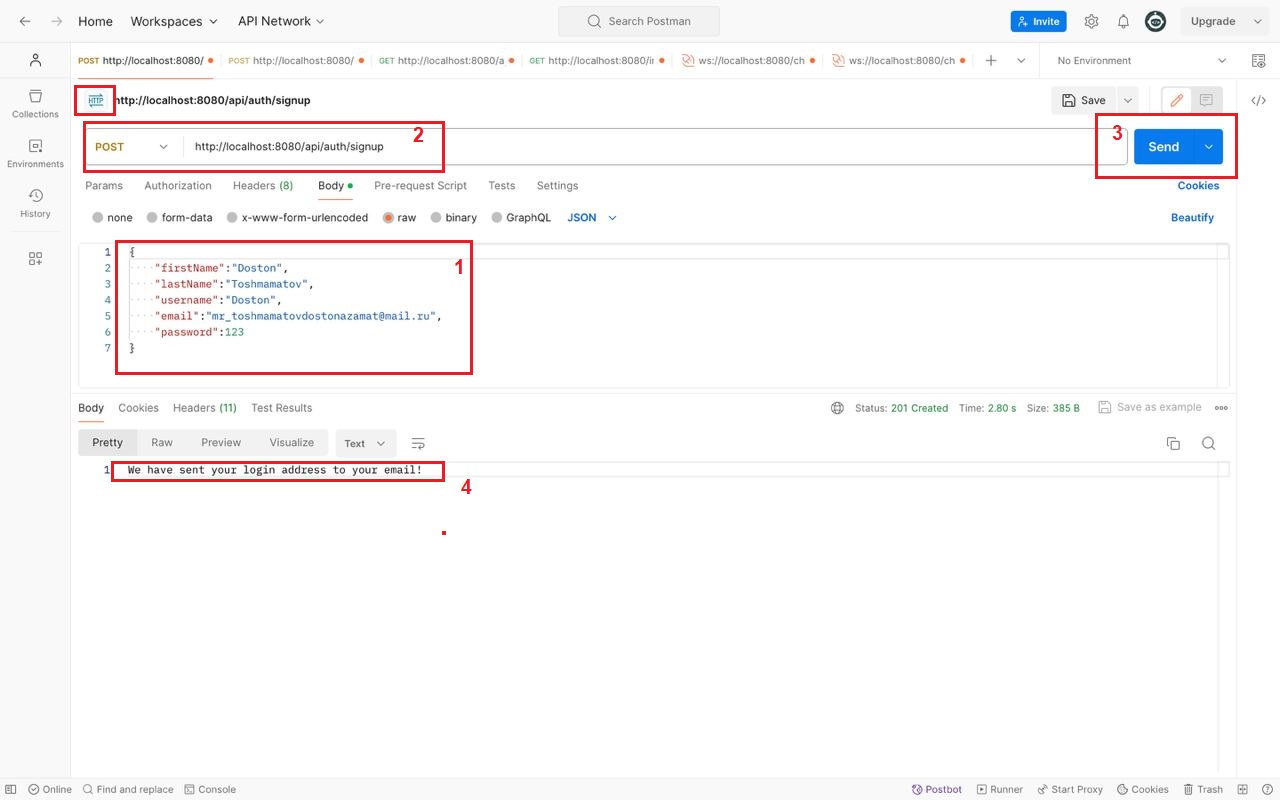 Home Workspaces API Network Search Postman Invite Upgrade
POST http://localhost:8080/ POST http://localhost:8080/ GET http://localhost:8080/a GET http://localhost:8080/ir ws://localhost:8080/ch ws://localhost:8080/ch No Environment
HTTP http://localhost:8080/api/auth/signup Save
Collections
2
3
POST http://localhost:8080/api/auth/signup Send
Environments
Params Authorization Headers (8) Body Pre-request Script Tests Settings Cookies
History
none form-data x-www-form-urlencoded raw binary GraphQL JSON Beautify
1 {
2 "firstName":"Doston",
1
3 "lastName":"Toshmamatov",
4 "username":"Doston",
5 "email":"mr_toshmamatovdostonazamat@mail.ru",
6 "password":123
7 }
Body Cookies Headers (11) Test Results Status: 201 Created Time: 2.80 s Size: 385 B Save as example
Pretty Raw Preview Visualize Text
1 We have sent your login address to your email!
4
Online Find and replace Console Postbot Runner Start Proxy Cookies Trash